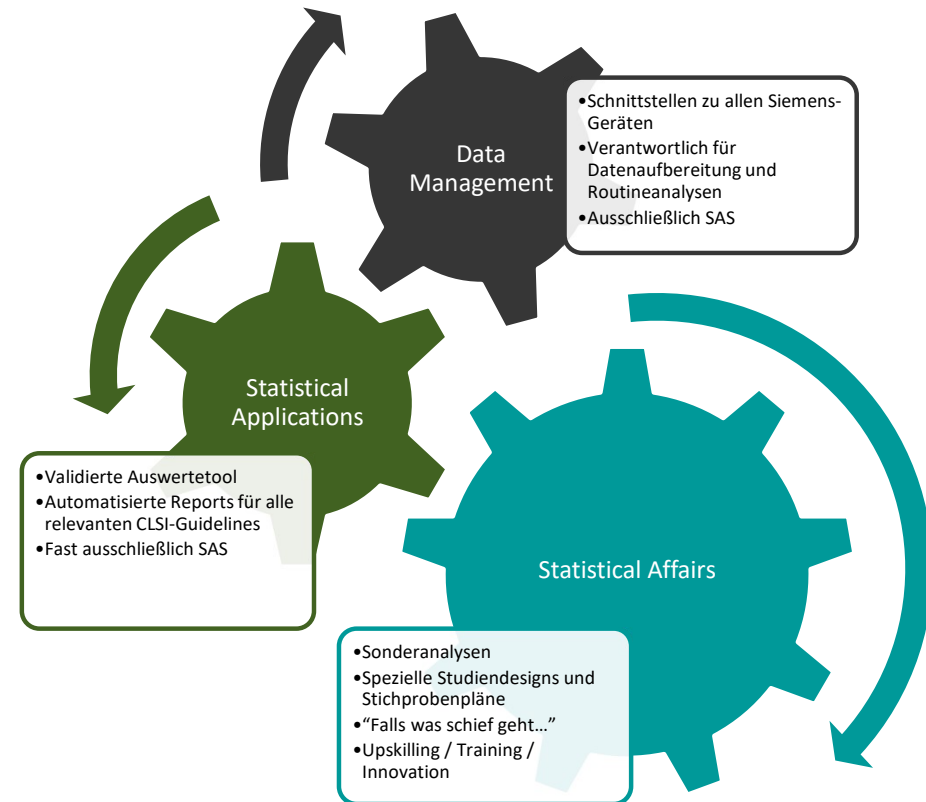 Data
Management
•Schnittstellen zu allen Siemens-
Geräten
•Verantwortlich für
Datenaufbereitung und
Routineanalysen
•Ausschließlich SAS
Statistical
Applications
•Validierte Auswertetool
•Automatisierte Reports für alle
relevanten CLSI-Guidelines
•Fast ausschließlich SAS
Statistical Affairs
•Sonderanalysen
•Spezielle Studiendesigns und
Stichprobenpläne
•“Falls was schief geht…”
•Upskilling / Training /
Innovation